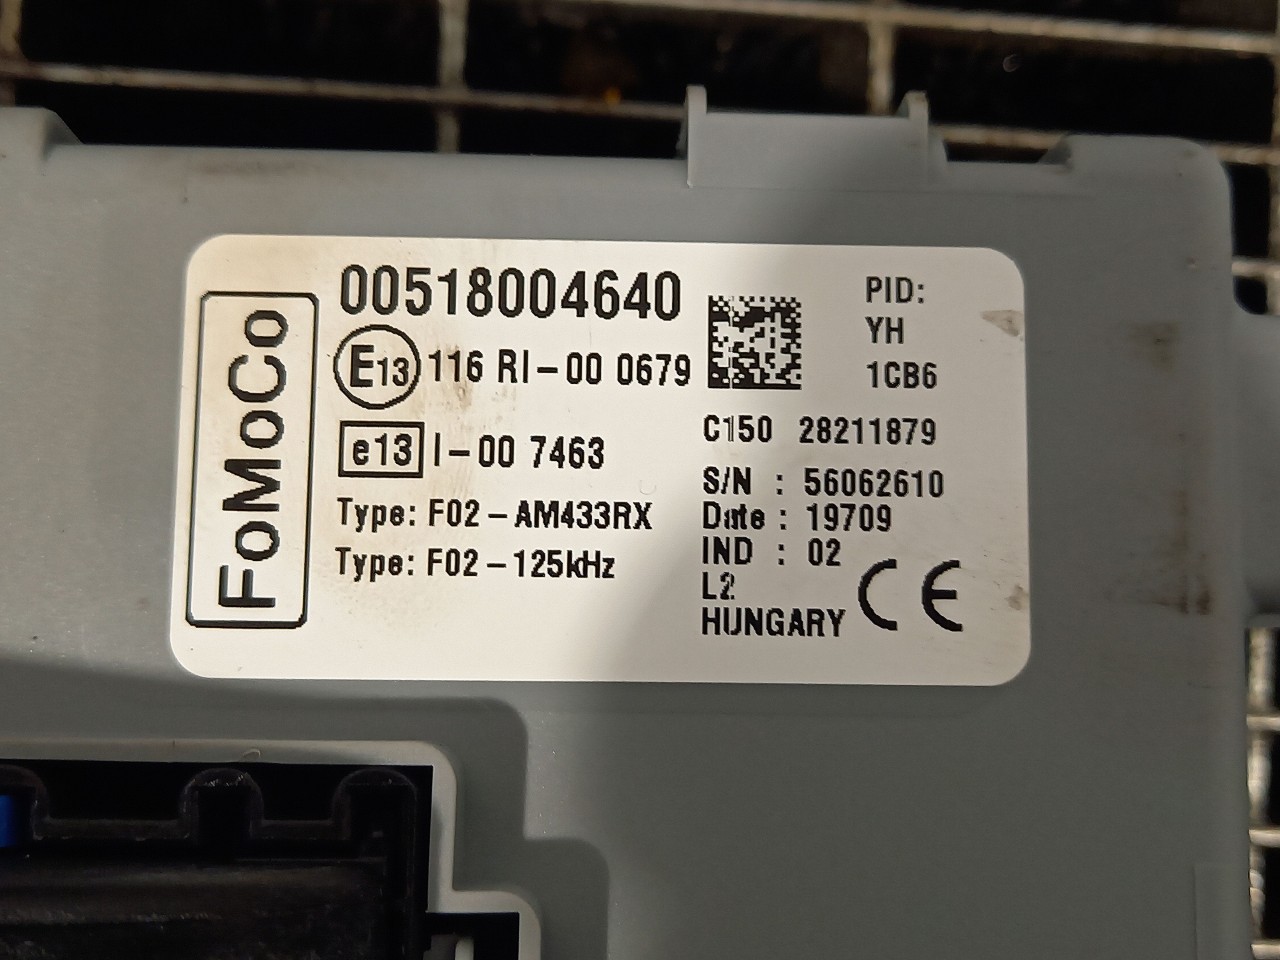 FoMoCo
00518004640
E13 116 RI-00 0679
e13 I-00 7463
Type: F02-AM433RX
Type: F02-125kHz
PID:
YH
1CB6
C150 28211879
S/N : 56062610
Date : 19709
IND : 02
L2
HUNGARY CE